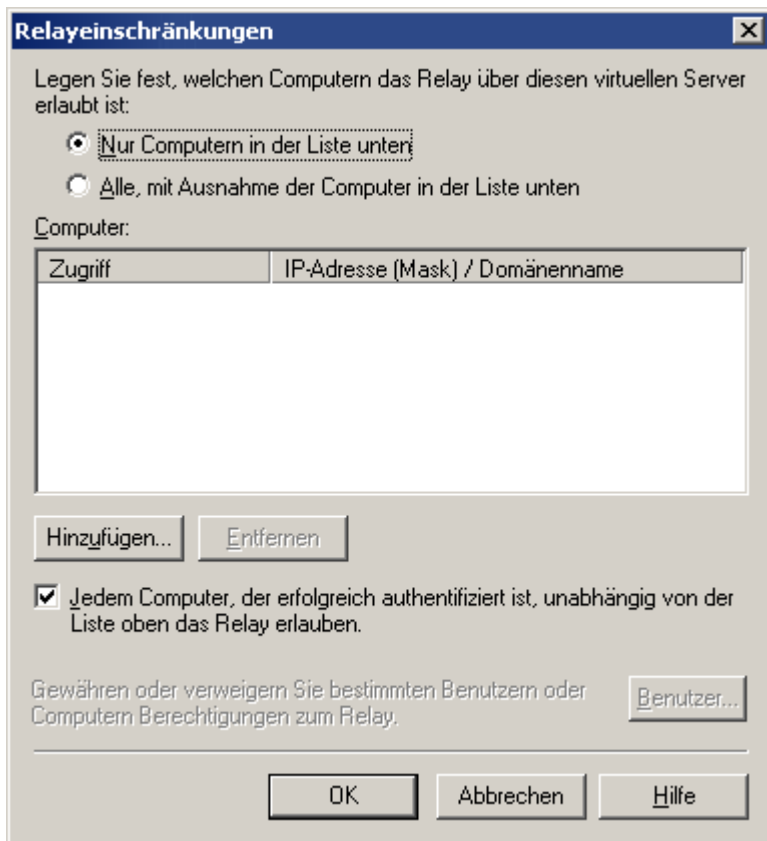 Relayeinschränkungen
Legen Sie fest, welchen Computern das Relay über diesen virtuellen Server
erlaubt ist:
Nur Computern in der Liste unten
Alle, mit Ausnahme der Computer in der Liste unten
Computer:
Zugriff IP-Adresse (Mask) / Domänenname
Hinzufügen... Entfernen
Jedem Computer, der erfolgreich authentifiziert ist, unabhängig von der
Liste oben das Relay erlauben.
Gewähren oder verweigern Sie bestimmten Benutzern oder
Computern Berechtigungen zum Relay.
Benutzer...
OK Abbrechen Hilfe